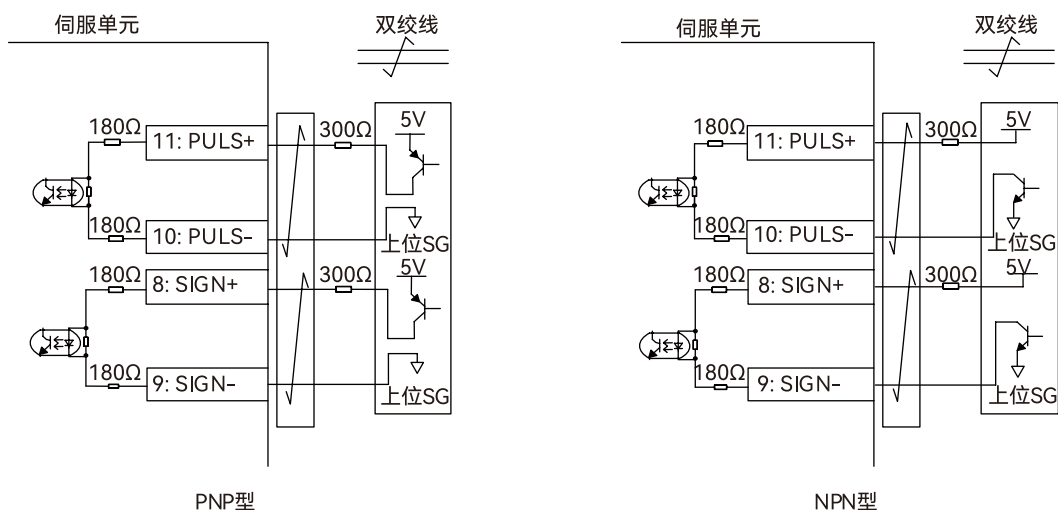 伺服单元
双绞线
180Ω
11: PULS+
300Ω
5V
180Ω
10: PULS-
上位SG
180Ω
8: SIGN+
300Ω
5V
180Ω
9: SIGN-
上位SG
PNP型
伺服单元
双绞线
180Ω
11: PULS+
300Ω
5V
180Ω
10: PULS-
上位SG
180Ω
8: SIGN+
300Ω
5V
180Ω
9: SIGN-
上位SG
NPN型